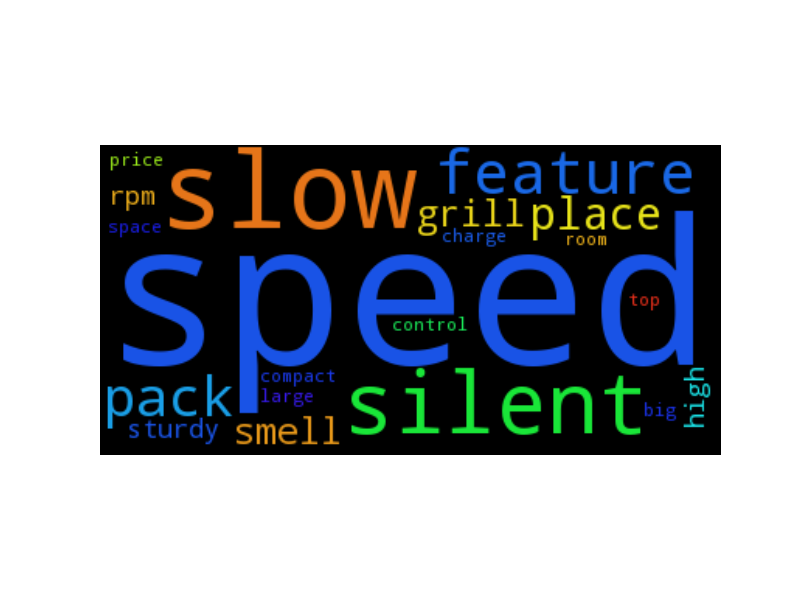 price
slow
feature
rpm
grill
place
space
charge
room
speed
top
control
compact
pack
large
silent
high
big
sturdy
smell